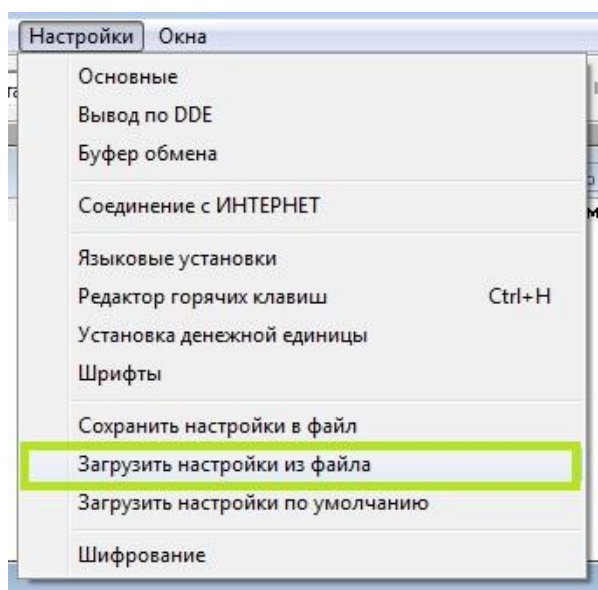 Настройки Окна
Основные
Вывод по DDE
Буфер обмена
Соединение с ИНТЕРНЕТ
Языковые установки
Редактор горячих клавиш Ctrl+H
Установка денежной единицы
Шрифты
Сохранить настройки в файл
Загрузить настройки из файла
Загрузить настройки по умолчанию
Шифрование